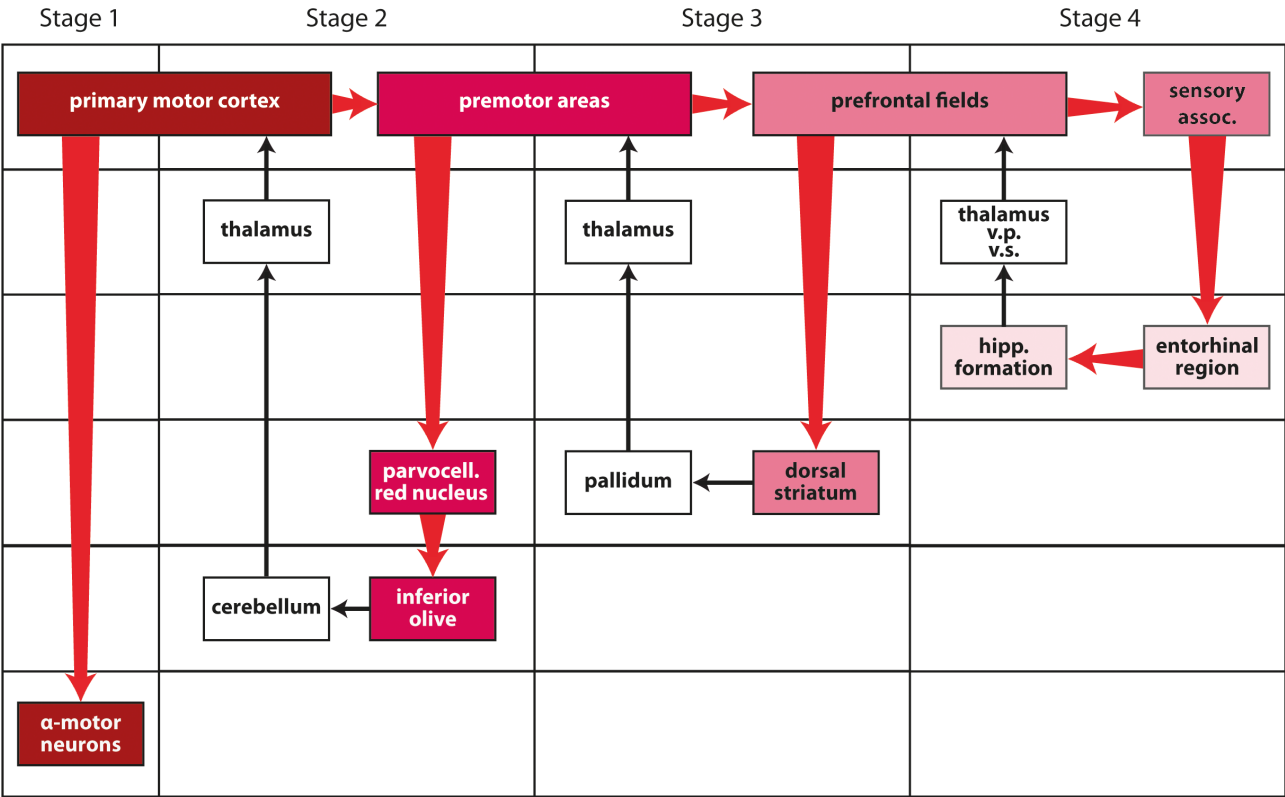 Stage 1
Stage 2
Stage 3
Stage 4
primary motor cortex
premotor areas
prefrontal fields
sensory
assoc.
thalamus
thalamus
thalamus
v.p.
v.s.
hipp.
formation
entorhinal
region
parvocell.
red nucleus
pallidum
dorsal
striatum
cerebellum
inferior
olive
α-motor
neurons